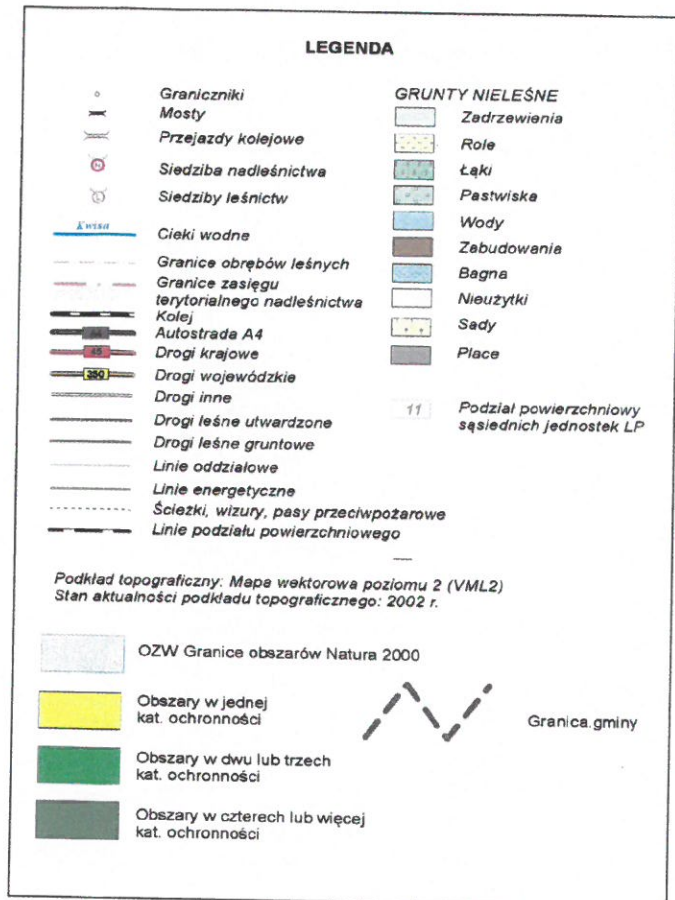 LEGENDA
Graniczniki
Mosty
Przejazdy kolejowe
Siedziba nadleśnictwa
Siedziby leśnictw
Kwisa
Cieki wodne
Granice obrębów leśnych
Granice zasięgu
terytorialnego nadleśnictwa
Kolej
Autostrada A4
Drogi krajowe
350
Drogi wojewódzkie
Drogi inne
Drogi leśne utwardzone
Drogi leśne gruntowe
Linie oddziałowe
Linie energetyczne
Ścieżki, wizury, pasy przeciwpożarowe
Linie podziału powierzchniowego
GRUNTY NIELEŚNE
Zadrzewienia
Role
Łąki
Pastwiska
Wody
Zabudowania
Bagna
Nieużytki
Sady
Place
11
Podział powierzchniowy
sąsiednich jednostek LP
Podkład topograficzny: Mapa wektorowa poziomu 2 (VML2)
Stan aktualności podkładu topograficznego: 2002 r.
OZW Granice obszarów Natura 2000
Obszary w jednej
kat. ochronności
Obszary w dwu lub trzech
kat. ochronności
Obszary w czterech lub więcej
kat. ochronności
Granica.gminy